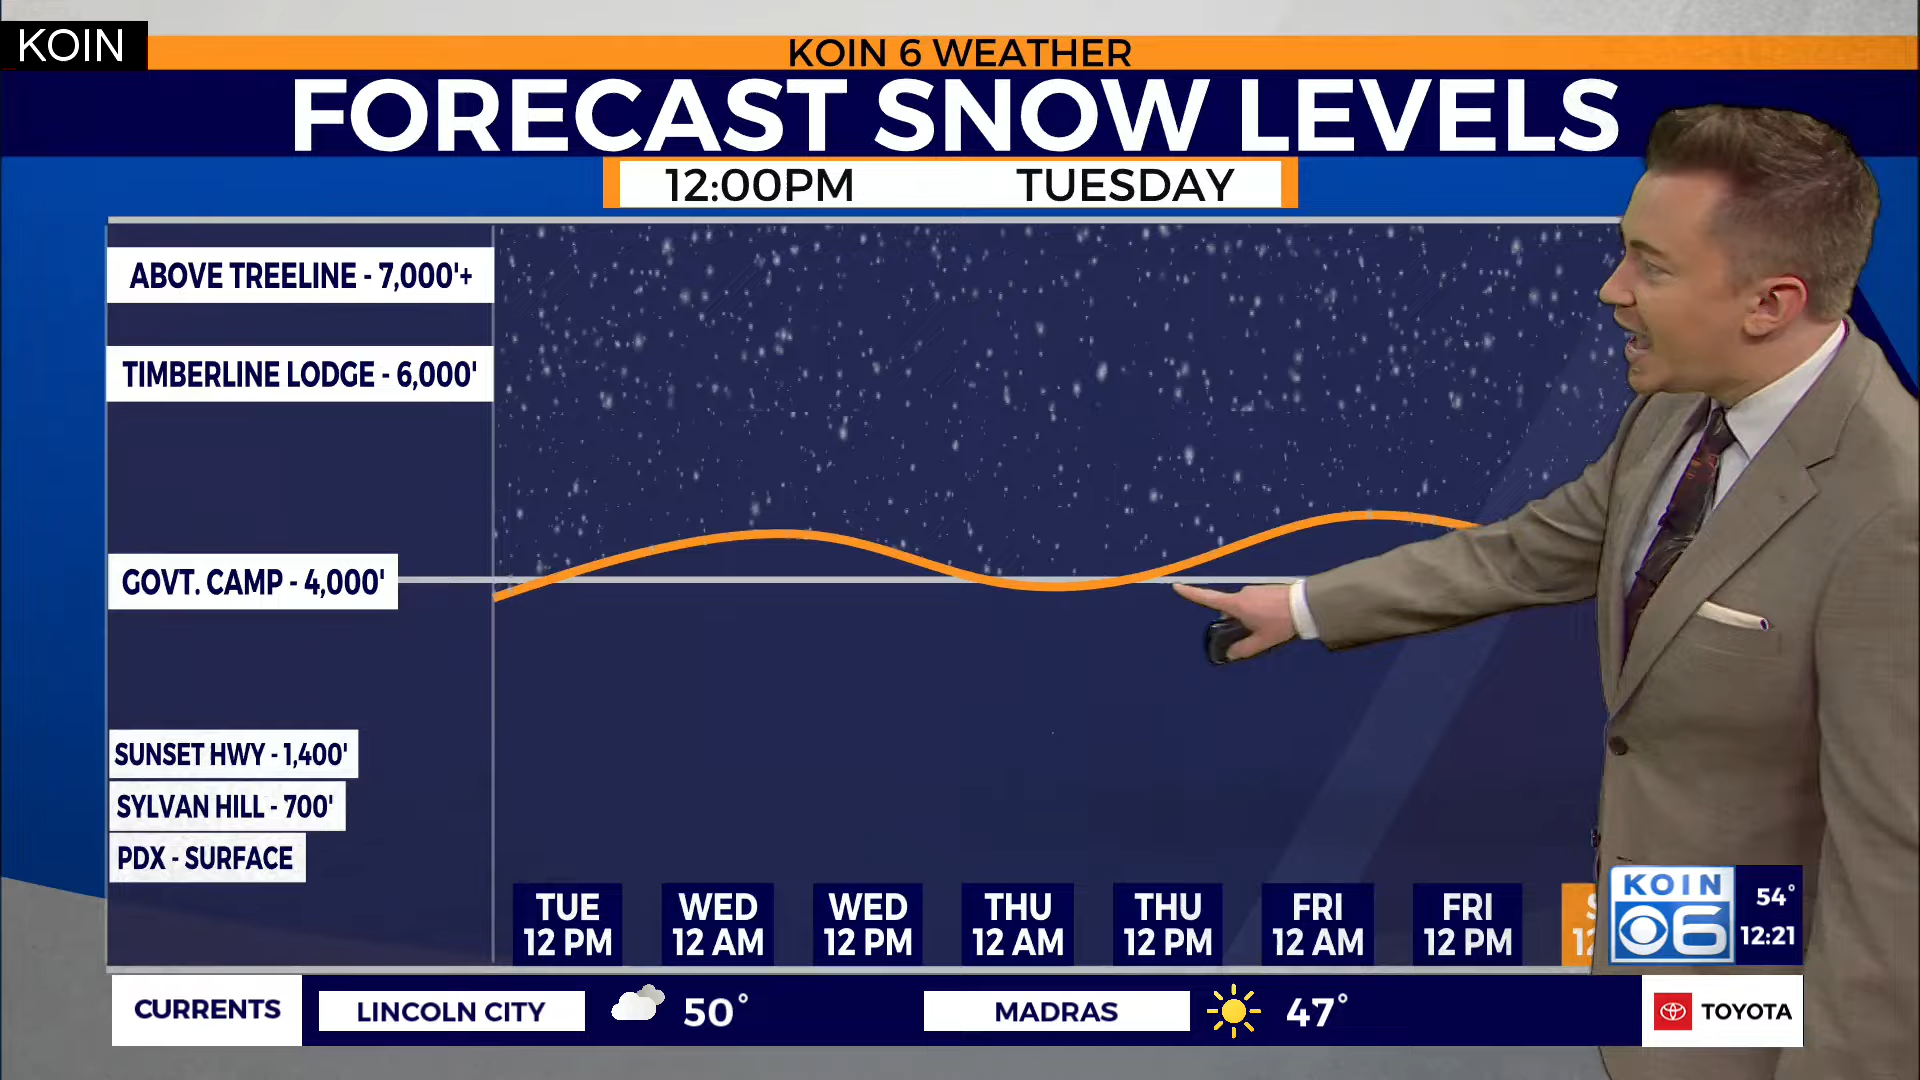 KOIN
KOIN 6 WEATHER
FORECAST SNOW LEVELS
12:00PM TUESDAY
ABOVE TREELINE - 7,000'+
TIMBERLINE LODGE - 6,000'
GOVT. CAMP - 4,000'
SUNSET HWY - 1,400'
SYLVAN HILL - 700'
PDX - SURFACE
TUE 12 PM
WED 12 AM
WED 12 PM
THU 12 AM
THU 12 PM
FRI 12 AM
FRI 12 PM
KOIN
6
54°
12:21
CURRENTS
LINCOLN CITY 50°
MADRAS 47°
TOYOTA